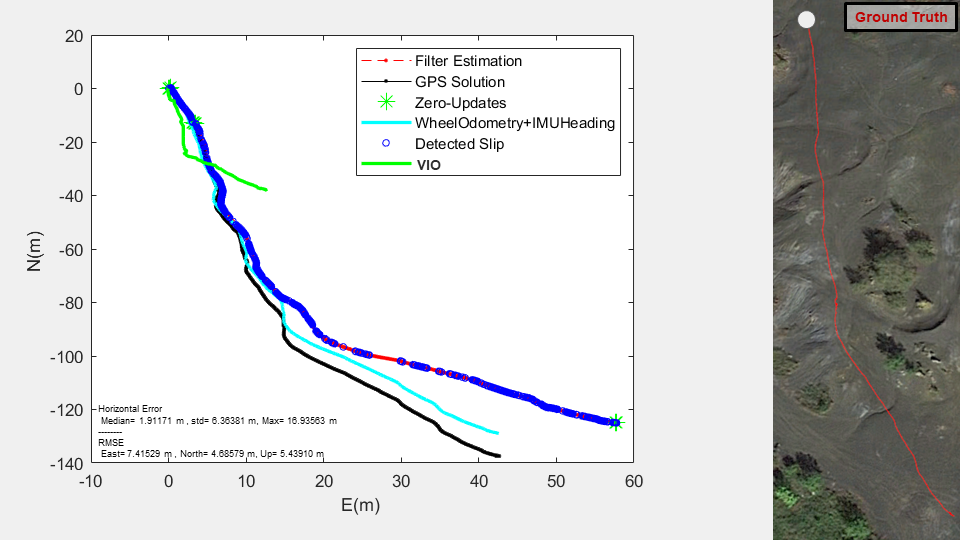 Ground Truth
20
0
-20
-40
-60
-80
-100
-120
-140
N(m)
Filter Estimation
GPS Solution
Zero-Updates
WheelOdometry+IMUHeading
Detected Slip
VIO
Horizontal Error
Median= 1.91171 m , std= 6.36381 m, Max= 16.93563 m
--------
RMSE
East= 7.41529 m , North= 4.68579 m, Up= 5.43910 m
-10 0 10 20 30 40 50 60
E(m)